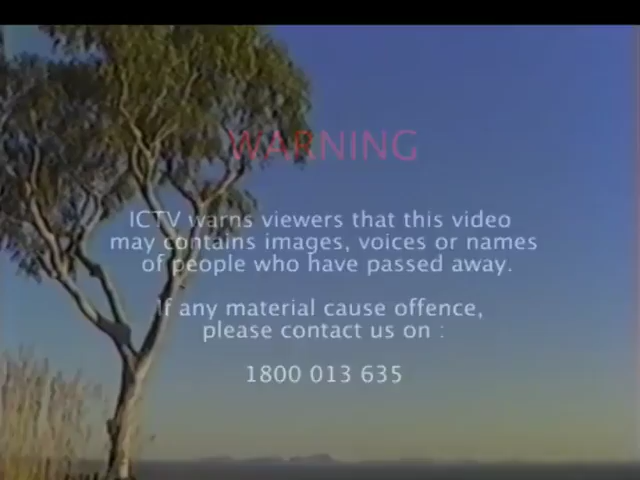 WARNING
ICTV warns viewers that this video
may contains images, voices or names
of people who have passed away.
If any material cause offence,
please contact us on :
1800 013 635